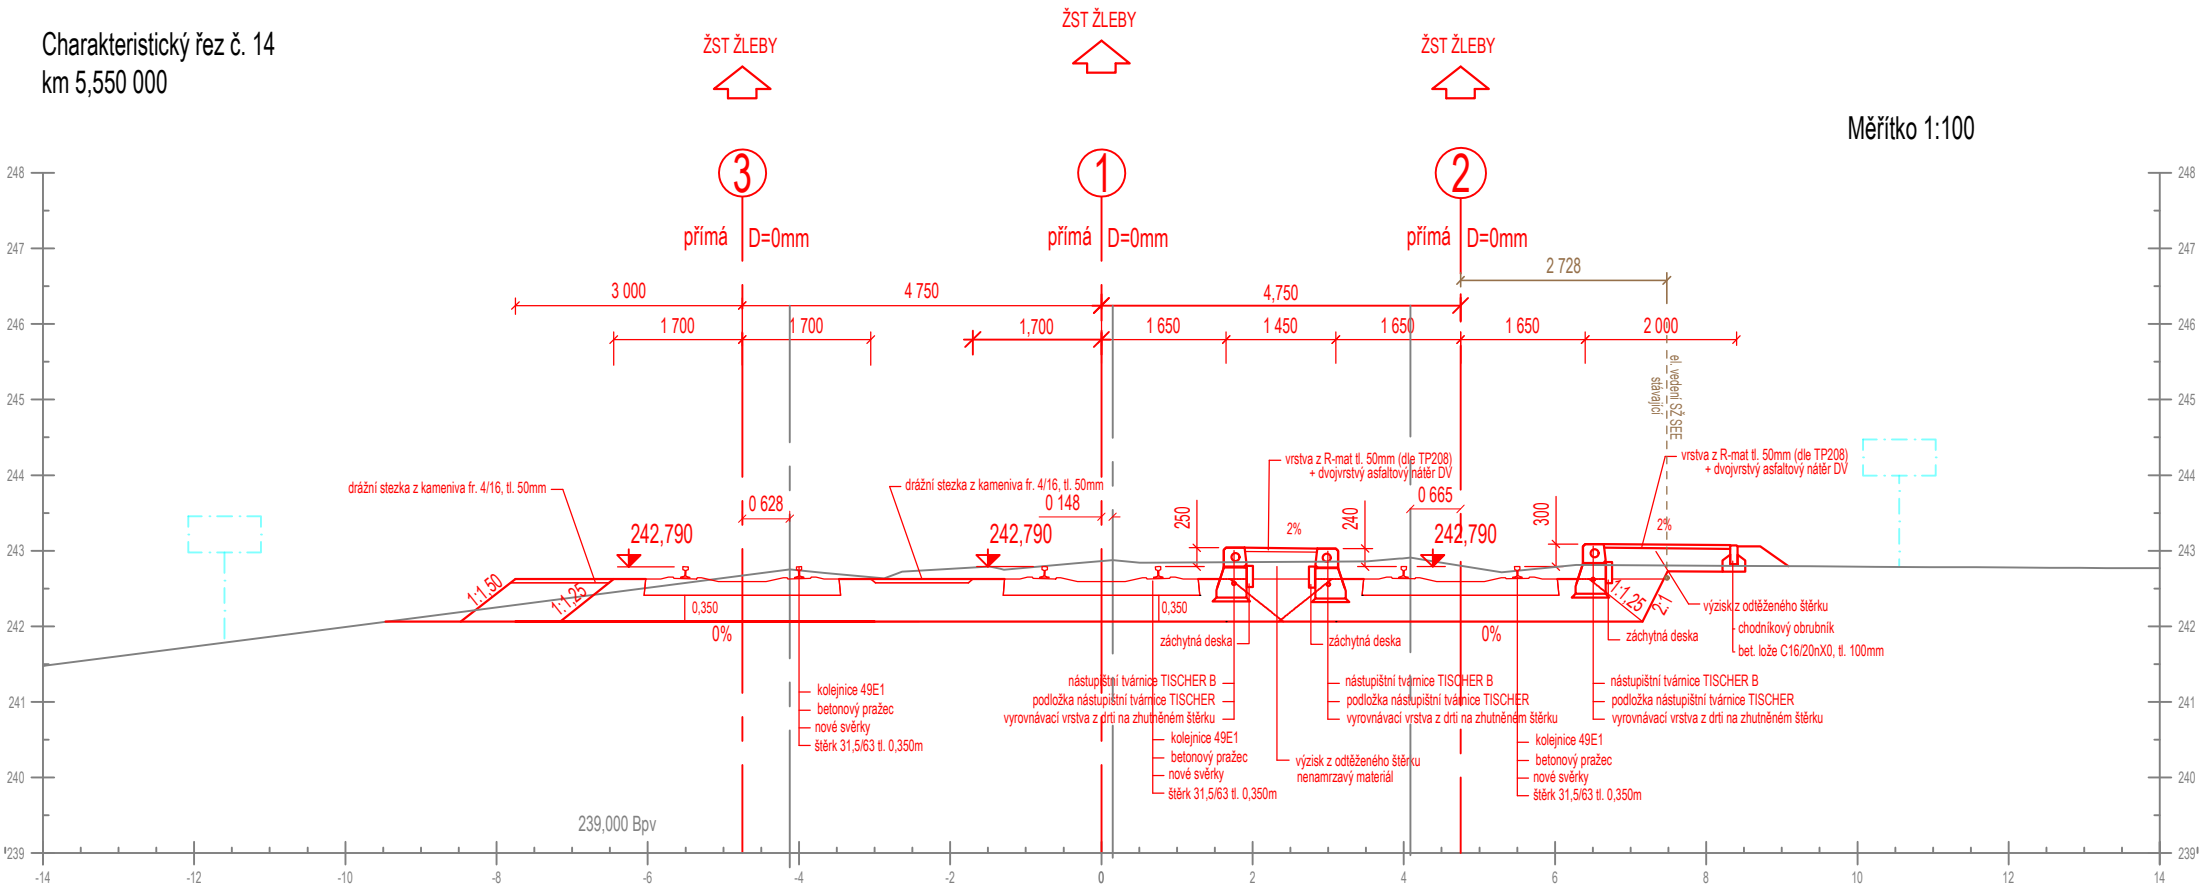 Charakteristický řez č. 14
km 5,550 000
ŽST ŽLEBY
ŽST ŽLEBY
ŽST ŽLEBY
Měřítko 1:100
3
1
2
přímá D=0mm
přímá D=0mm
přímá D=0mm
2 728
3 000
4 750
4,750
1 700
1 700
1,700
1 650
1 450
1 650
1 650
2 000
el. vedení SŽ SEE
stávající
248
247
246
245
244
243
242
241
240
239
248
247
246
245
244
243
242
241
240
239
drážní stezka z kameniva fr. 4/16, tl. 50mm
drážní stezka z kameniva fr. 4/16, tl. 50mm
vrstva z R-mat tl. 50mm (dle TP208)
+ dvojvrstvý asfaltový nátěr DV
vrstva z R-mat tl. 50mm (dle TP208)
+ dvojvrstvý asfaltový nátěr DV
0 628
0 148
0 665
250
240
300
2%
2%
242,790
242,790
242,790
1:1,50
1:1,25
1:1,25
2:1
0,350
0,350
0%
0%
záchytná deska
záchytná deska
záchytná deska
výzisk z odtěženého štěrku
chodníkový obrubník
bet. lože C16/20nX0, tl. 100mm
nástupištní tvárnice TISCHER B
podložka nástupištní tvárnice TISCHER
vyrovnávací vrstva z drti na zhutněném štěrku
nástupištní tvárnice TISCHER B
podložka nástupištní tvárnice TISCHER
vyrovnávací vrstva z drti na zhutněném štěrku
nástupištní tvárnice TISCHER B
podložka nástupištní tvárnice TISCHER
vyrovnávací vrstva z drti na zhutněném štěrku
kolejnice 49E1
betonový pražec
nové svěrky
štěrk 31,5/63 tl. 0,350m
kolejnice 49E1
betonový pražec
nové svěrky
štěrk 31,5/63 tl. 0,350m
výzisk z odtěženého štěrku
nenamrzavý materiál
kolejnice 49E1
betonový pražec
nové svěrky
štěrk 31,5/63 tl. 0,350m
239,000 Bpv
-14 -12 -10 -8 -6 -4 -2 0 2 4 6 8 10 12 14